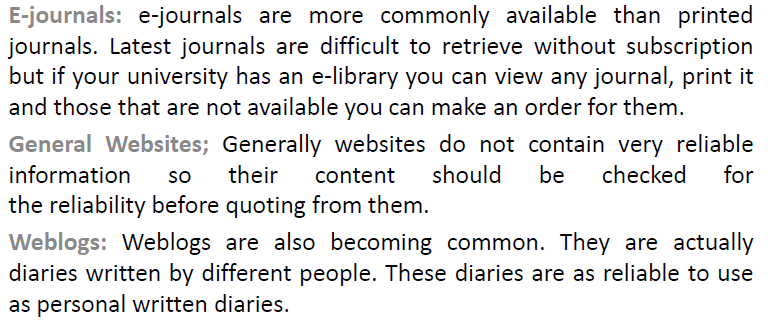 E-journals: e-journals are more commonly available than printed
journals. Latest journals are difficult to retrieve without subscription
but if your university has an e-library you can view any journal, print it
and those that are not available you can make an order for them.
General Websites; Generally websites do not contain very reliable
information so their content should be checked for
the reliability before quoting from them.
Weblogs: Weblogs are also becoming common. They are actually
diaries written by different people. These diaries are as reliable to use
as personal written diaries.